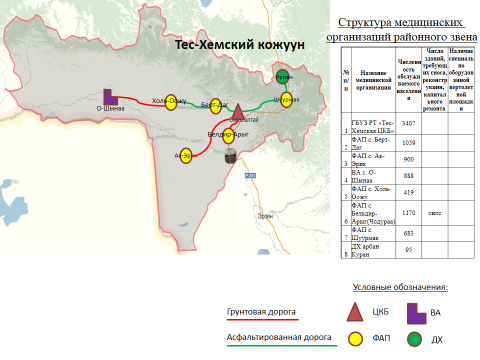 Тес-Хемский кожуун
Структура медицинских
организаций районного звена
О-Шынаа
Холь-Оожу
Берт-Даг
Куран
Шуурмак
Белдир-Арыг
Ак-Эрик
Эрзин
№ п/п
Название медицинской организации
Численность обслуживаемого населения
Число зданий, требующих сноса, реконструкции, капитального ремонта
Наличие специально оборудованной вертолетной площадки
1 ГБУЗ РТ «Тес-Хемская ЦКБ» 3407
2 ФАП с. Берт-Даг 1059
3 ФАП с. Ак-Эрик 900
4 ВА с. О-Шынаа 888
5 ФАП с. Холь-Оожу 419
6 ФАП с. Бельдир-Арыг(Чодураа) 1170 снос
7 ФАП с. Шуурмак 683
8 ДХ арбан Куран 95
Условные обозначения:
Грунтовая дорога
Асфальтированная дорога
ЦКБ
ВА
ФАП
ДХ